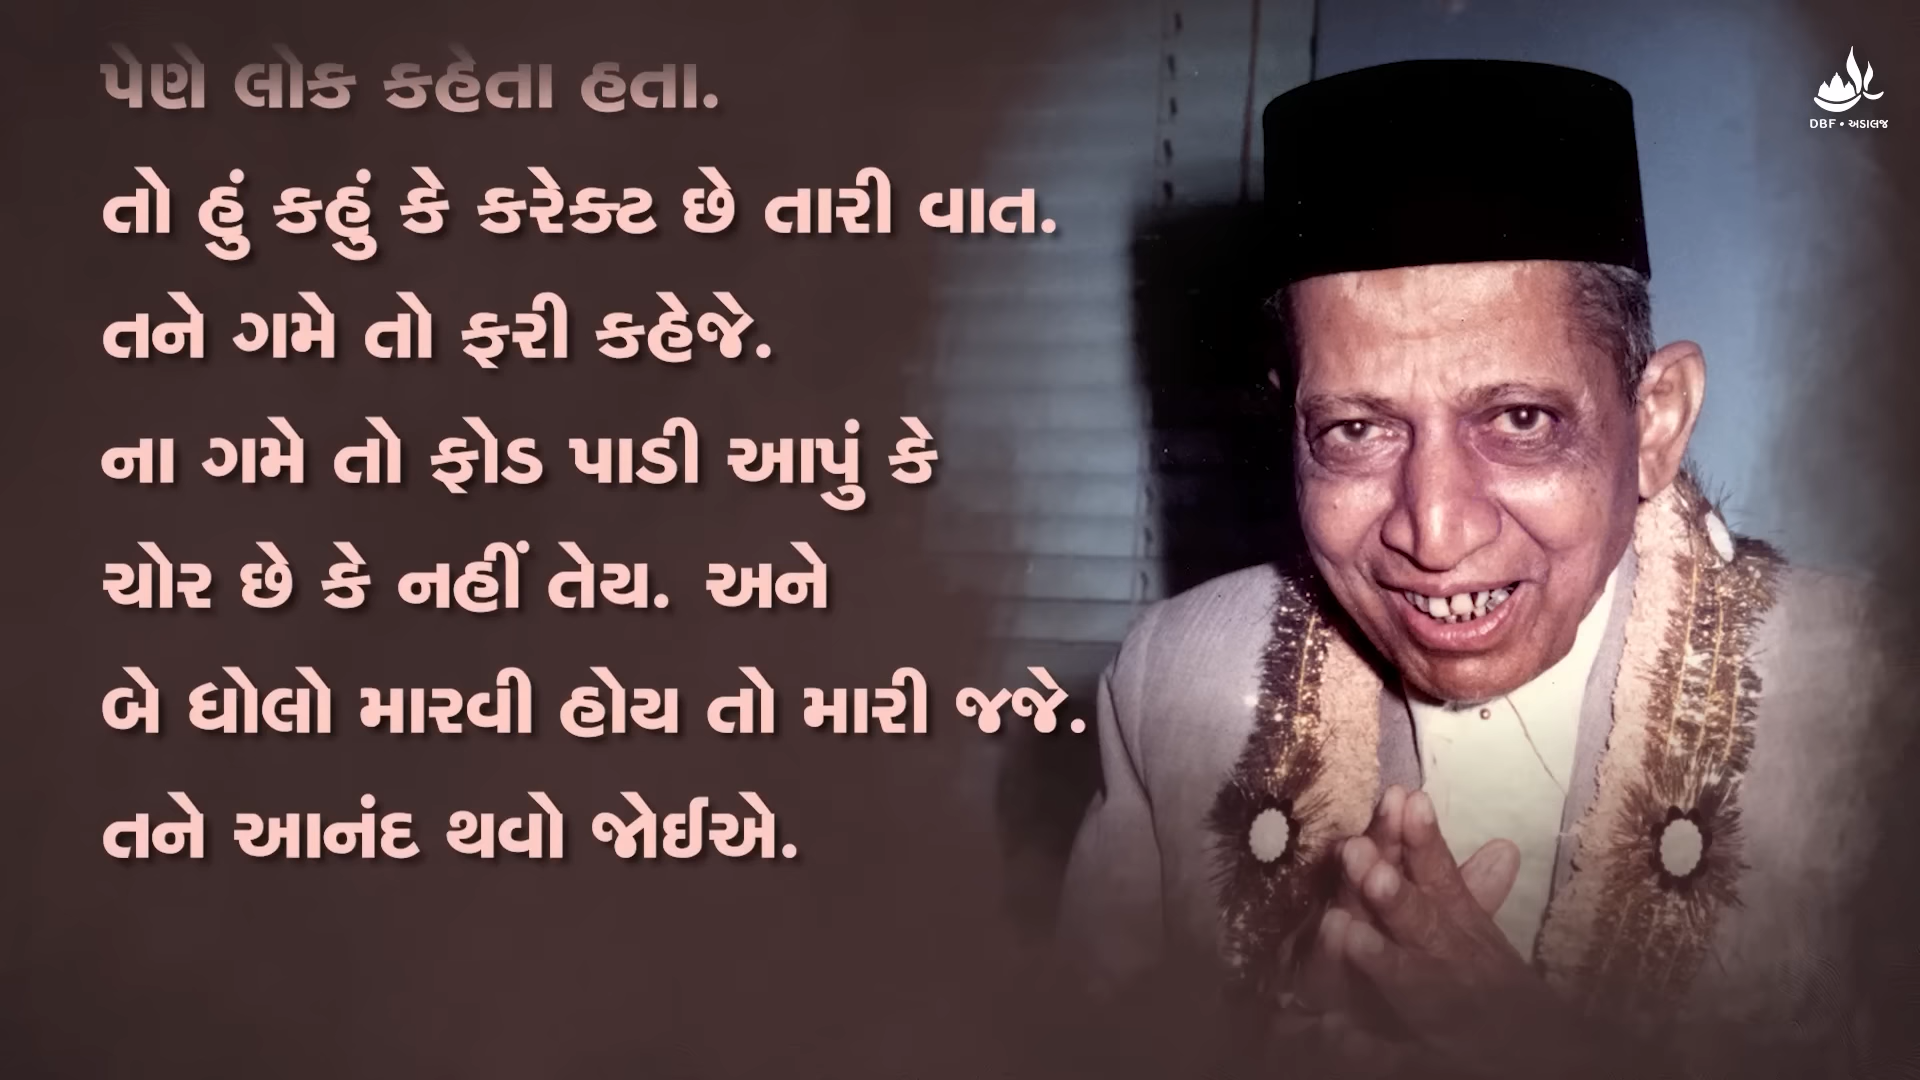 પેણે લોક કહેતા હતા.
તો હું કહું કે કરેક્ટ છે તારી વાત.
તને ગમે તો ફરી કહેજે.
ના ગમે તો ફોડ પાડી આપું કે
ચોર છે કે નહીં તેય. અને
બે ધોલો મારવી હોય તો મારી જજે.
તને આનંદ થવો જોઈએ.
DBF • અડાલજ